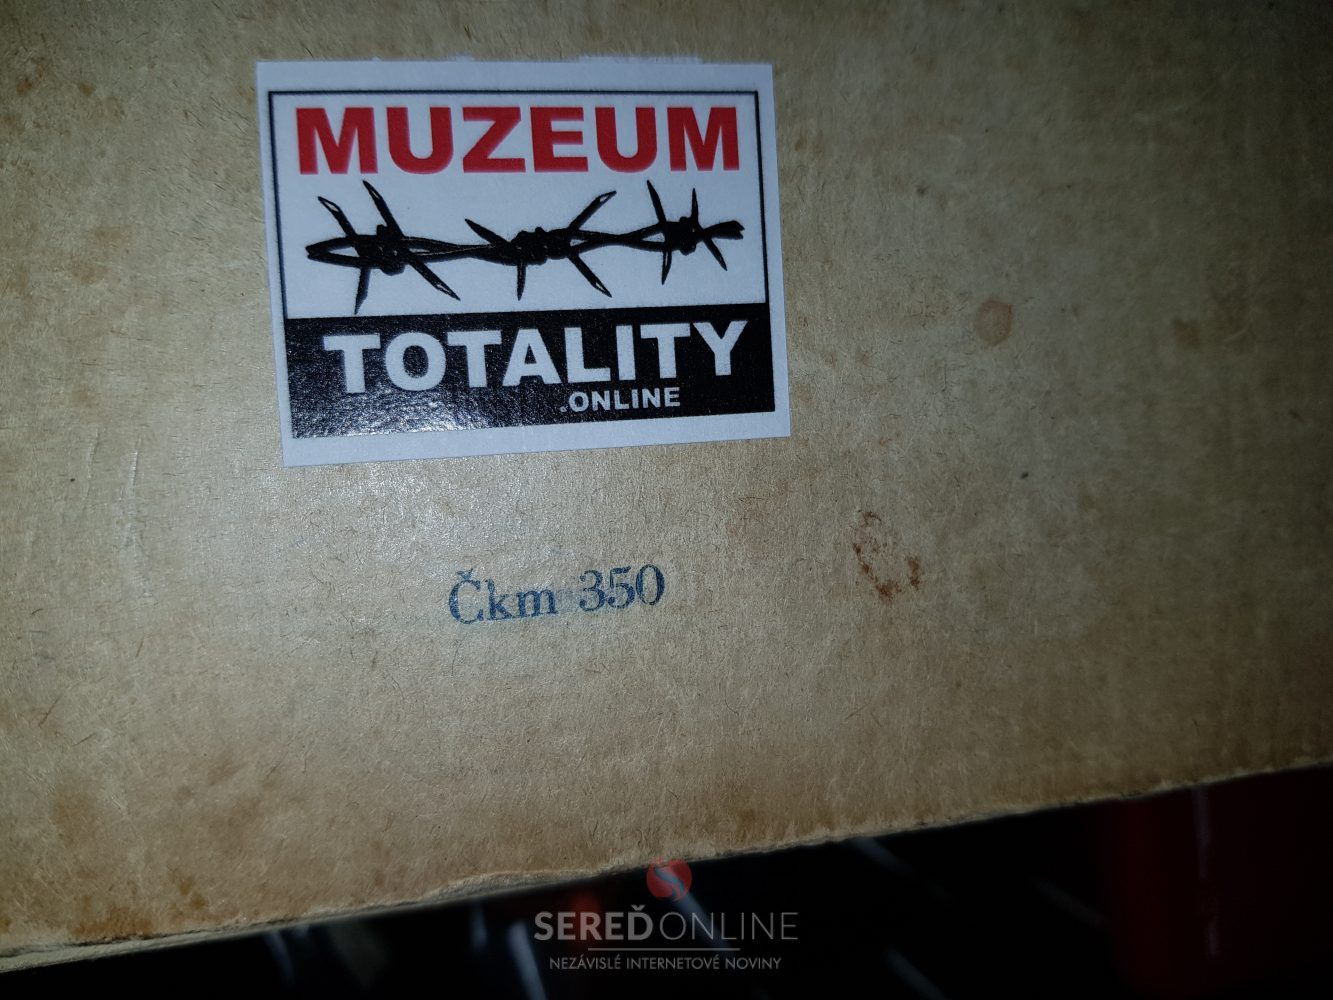 MUZEUM
TOTALITY
.ONLINE
Čkm 350
SEREĎONLINE
NEZÁVISLÉ INTERNETOVÉ NOVINY